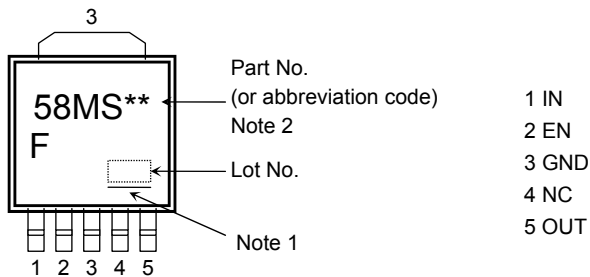 3
58MS**
F
Part No.
(or abbreviation code)
Note 2
Lot No.
Note 1
1 2 3 4 5
1 IN
2 EN
3 GND
4 NC
5 OUT